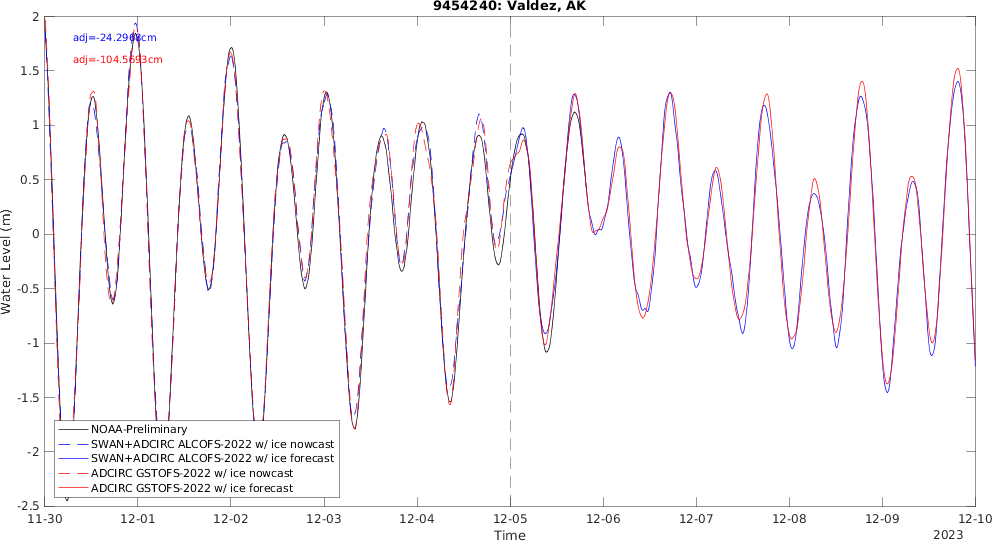 9454240: Valdez, AK
adj=-24.2968cm
adj=-104.5693cm
Water Level (m)
2
1.5
1
0.5
0
-0.5
-1
-1.5
-2
-2.5
NOAA-Preliminary
SWAN+ADCIRC ALCOFS-2022 w/ ice nowcast
SWAN+ADCIRC ALCOFS-2022 w/ ice forecast
ADCIRC GSTOFS-2022 w/ ice nowcast
ADCIRC GSTOFS-2022 w/ ice forecast
11-30 12-01 12-02 12-03 12-04 12-05 12-06 12-07 12-08 12-09 12-10
Time
2023